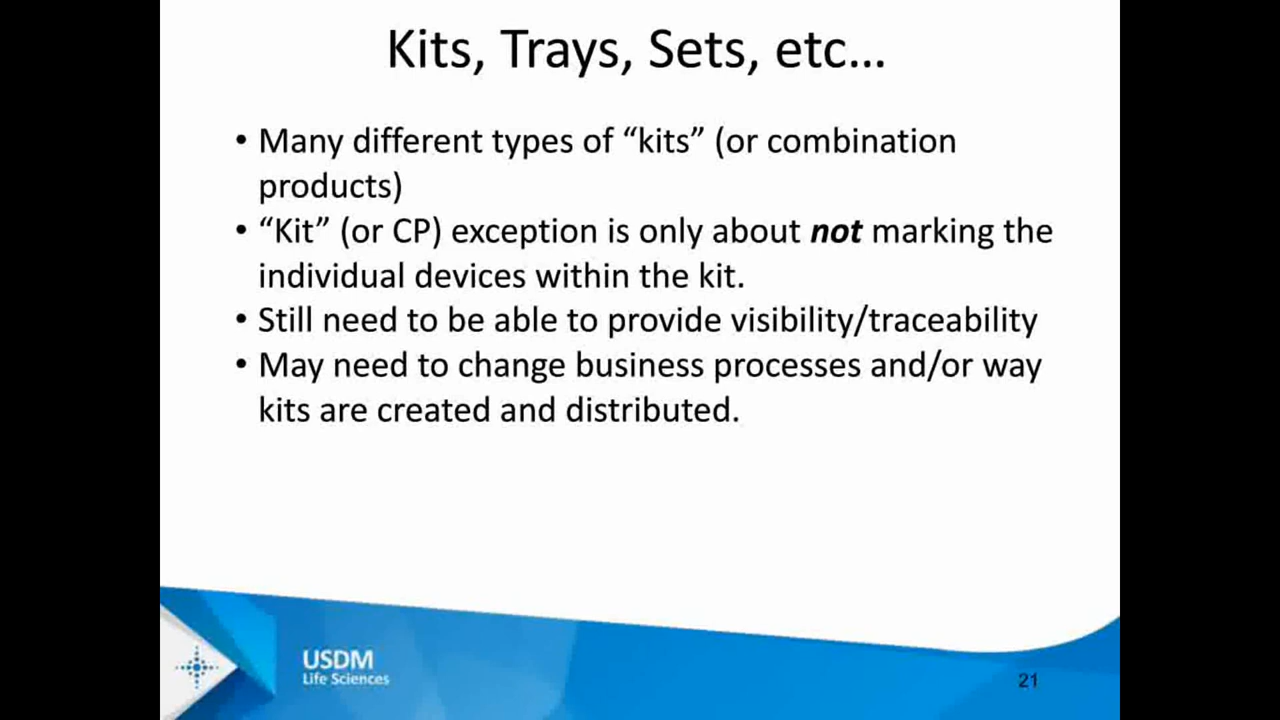 Kits, Trays, Sets, etc…
• Many different types of “kits” (or combination
products)
• “Kit” (or CP) exception is only about not marking the
individual devices within the kit.
• Still need to be able to provide visibility/traceability
• May need to change business processes and/or way
kits are created and distributed.
USDM
Life Sciences
21